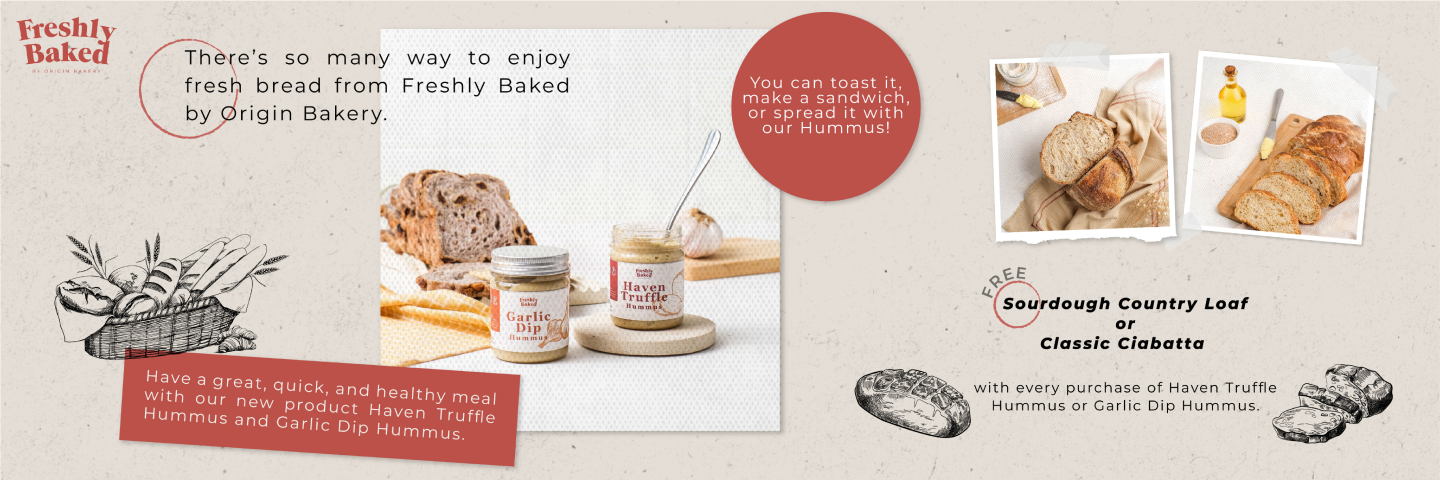 Freshly
Baked
BY ORIGIN BAKERY
There's so many way to enjoy
fresh bread from Freshly Baked
by Origin Bakery.
You can toast it,
make a sandwich,
or spread it with
our Hummus!
Freshly
Baked
Garlic
Dip
Hummus
Freshly
Baked
Haven
Truffle
Hummus
Have a great, quick, and healthy meal
with our new product Haven Truffle
Hummus and Garlic Dip Hummus.
FREE
Sourdough Country Loaf
or
Classic Ciabatta
with every purchase of Haven Truffle
Hummus or Garlic Dip Hummus.